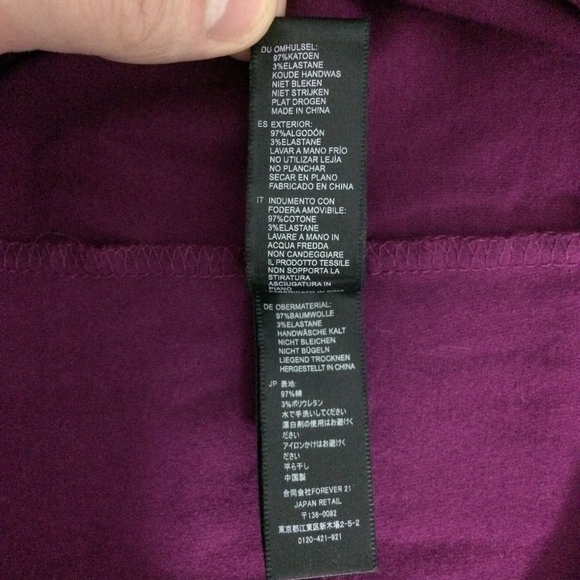 DU OMHULSEL:
97%KATOEN
3%ELASTANE
KOUDE HANDWAS
NIET BLEKEN
NIET STRIJKEN
PLAT DROGEN
MADE IN CHINA
ES EXTERIOR:
97%ALGODÓN
3%ELASTANE
LAVAR A MANO FRÍO
NO UTILIZAR LEJÍA
NO PLANCHAR
SECAR EN PLANO
FABRICADO EN CHINA
IT INDUMENTO CON
FODERA AMOVIBILE:
97%COTONE
3%ELASTANE
LAVARE A MANO IN
ACQUA FREDDA
NON CANDEGGIARE
IL PRODOTTO TESSILE
NON SOPPORTA LA
STIRATURA
ASCIUGATURA IN
PIANO
DE OBERMATERIAL:
97%BAUMWOLLE
3%ELASTANE
HANDWÄSCHE KALT
NICHT BLEICHEN
NICHT BÜGELN
LIEGEND TROCKNEN
HERGESTELLT IN CHINA
JP 表地:
97%綿
3%ポリウレタン
水で手洗いしてください
漂白剤の使用はお避けく
ださい
アイロンかけはお避けく
ださい
平ら干し
中国製
合同会社FOREVER 21
JAPAN RETAIL
〒136-0082
東京都江東区新木場2-5-2
0120-421-921